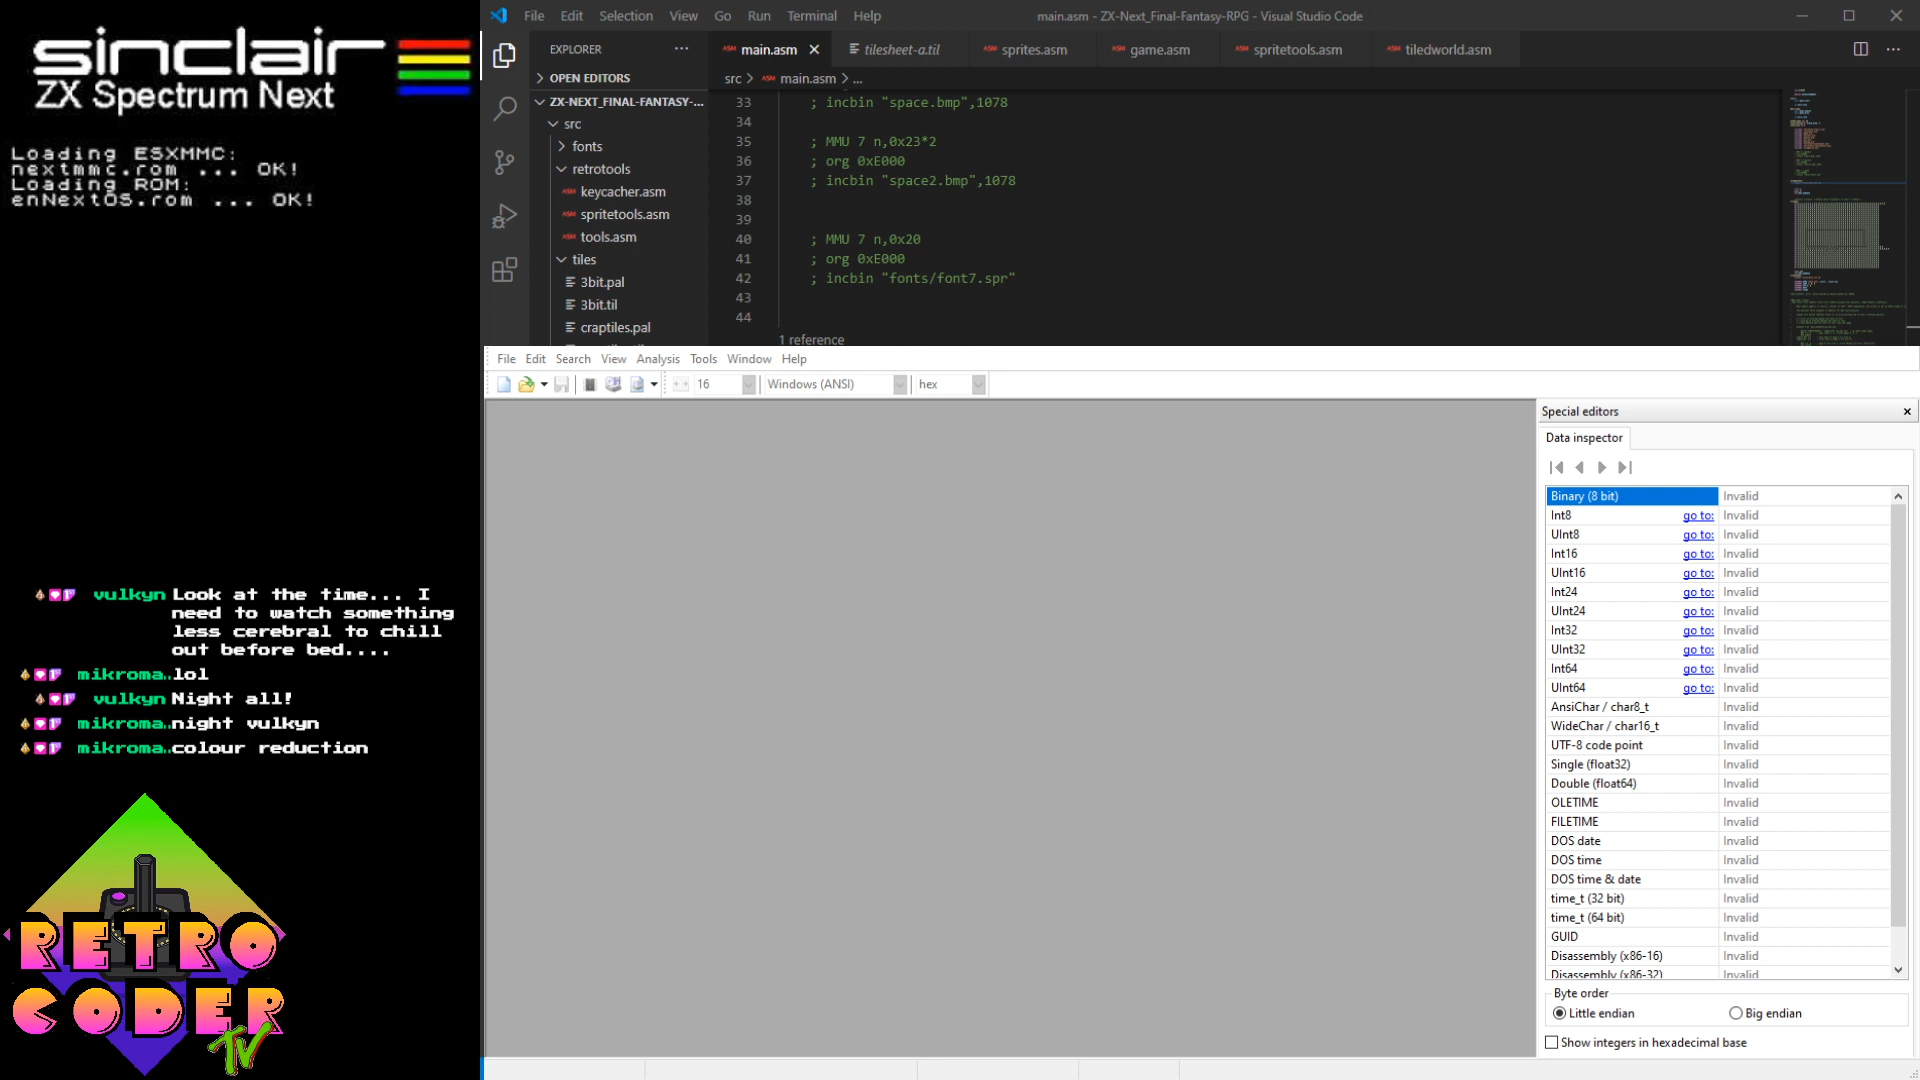 sinclair
ZX Spectrum Next
Loading ESXMMC:
nextmmc.rom ... OK!
Loading ROM:
enNextOS.rom ... OK!
vulkyn Look at the time... I
need to watch something
less cerebral to chill
out before bed....
mikroma..lol
vulkyn Night all!
mikroma..night vulkyn
mikroma..colour reduction
RETRO
CODER
TV
File Edit Selection View Go Run Terminal Help
main.asm - ZX-Next_Final-Fantasy-RPG - Visual Studio Code
EXPLORER
OPEN EDITORS
ZX-NEXT_FINAL-FANTASY-...
src
fonts
retrotools
keycacher.asm
spritetools.asm
tools.asm
tiles
3bit.pal
3bit.til
craptiles.pal
main.asm
tilesheet-a.til
sprites.asm
game.asm
spritetools.asm
tiledworld.asm
src > main.asm > ...
33 ; incbin "space.bmp",1078
34
35 ; MMU 7 n,0x23*2
36 ; org 0xE000
37 ; incbin "space2.bmp",1078
38
39
40 ; MMU 7 n,0x20
41 ; org 0xE000
42 ; incbin "fonts/font7.spr"
43
44
1 reference
File Edit Search View Analysis Tools Window Help
16
Windows (ANSI)
hex
Special editors
Data inspector
Binary (8 bit) Invalid
Int8 go to: Invalid
UInt8 go to: Invalid
Int16 go to: Invalid
UInt16 go to: Invalid
Int24 go to: Invalid
UInt24 go to: Invalid
Int32 go to: Invalid
UInt32 go to: Invalid
Int64 go to: Invalid
UInt64 go to: Invalid
AnsiChar / char8_t Invalid
WideChar / char16_t Invalid
UTF-8 code point Invalid
Single (float32) Invalid
Double (float64) Invalid
OLETIME Invalid
FILETIME Invalid
DOS date Invalid
DOS time Invalid
DOS time & date Invalid
time_t (32 bit) Invalid
time_t (64 bit) Invalid
GUID Invalid
Disassembly (x86-16) Invalid
Disassembly (x86-32) Invalid
Byte order
Little endian
Big endian
Show integers in hexadecimal base